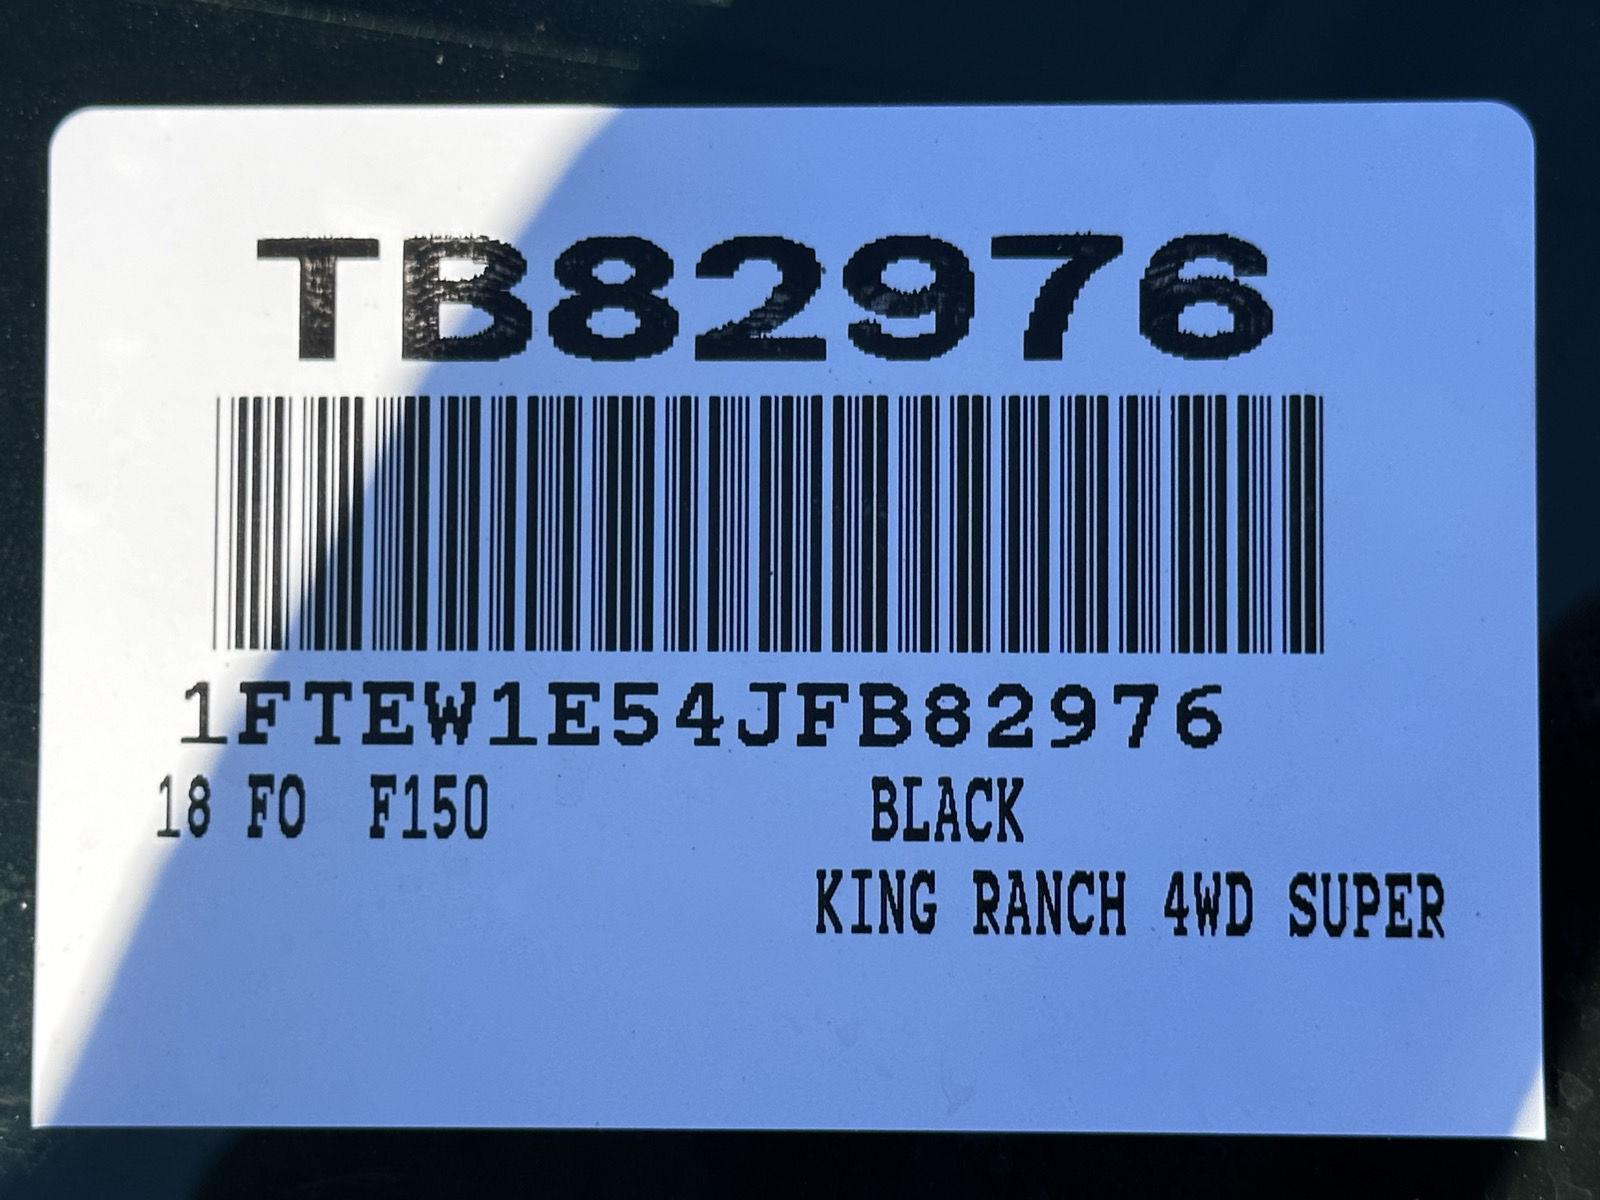 TB82976
1FTEW1E54JFB82976
18 FO F150 BLACK
KING RANCH 4WD SUPER